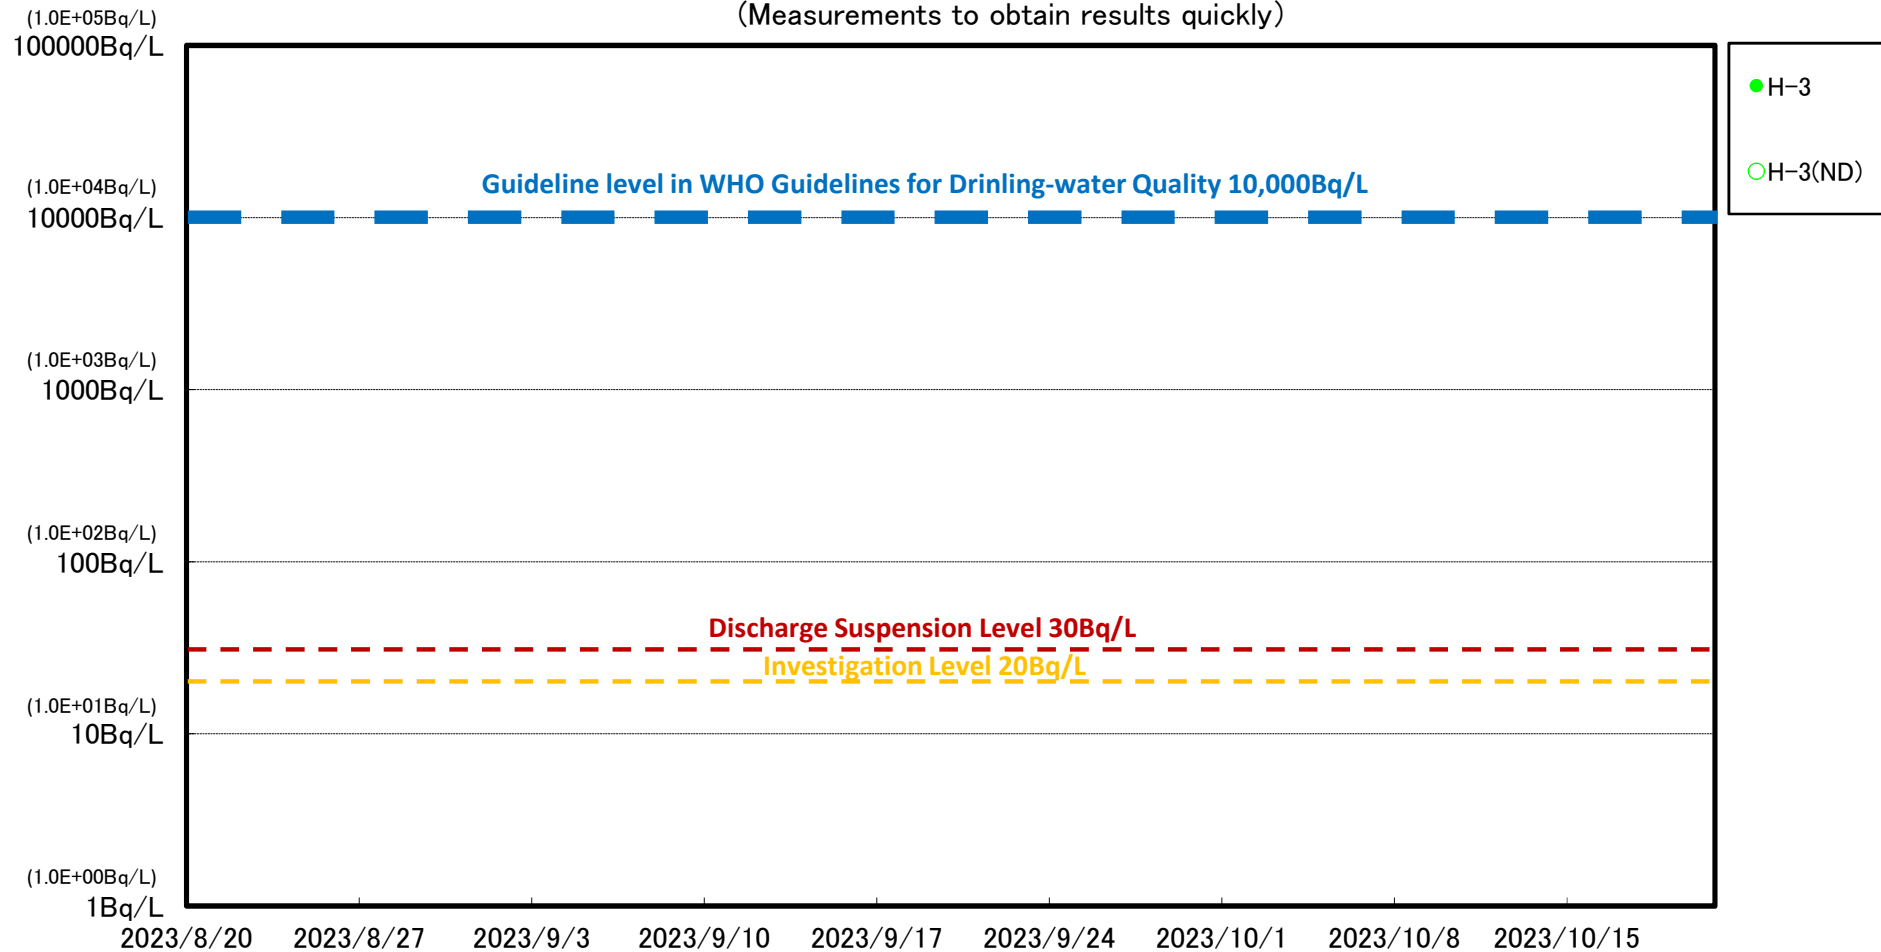 (Measurements to obtain results quickly)
(1.0E+05Bq/L)
100000Bq/L
H-3
H-3(ND)
Guideline level in WHO Guidelines for Drinling-water Quality 10,000Bq/L
(1.0E+04Bq/L)
10000Bq/L
(1.0E+03Bq/L)
1000Bq/L
(1.0E+02Bq/L)
100Bq/L
Discharge Suspension Level 30Bq/L
Investigation Level 20Bq/L
(1.0E+01Bq/L)
10Bq/L
(1.0E+00Bq/L)
1Bq/L
2023/8/20 2023/8/27 2023/9/3 2023/9/10 2023/9/17 2023/9/24 2023/10/1 2023/10/8 2023/10/15